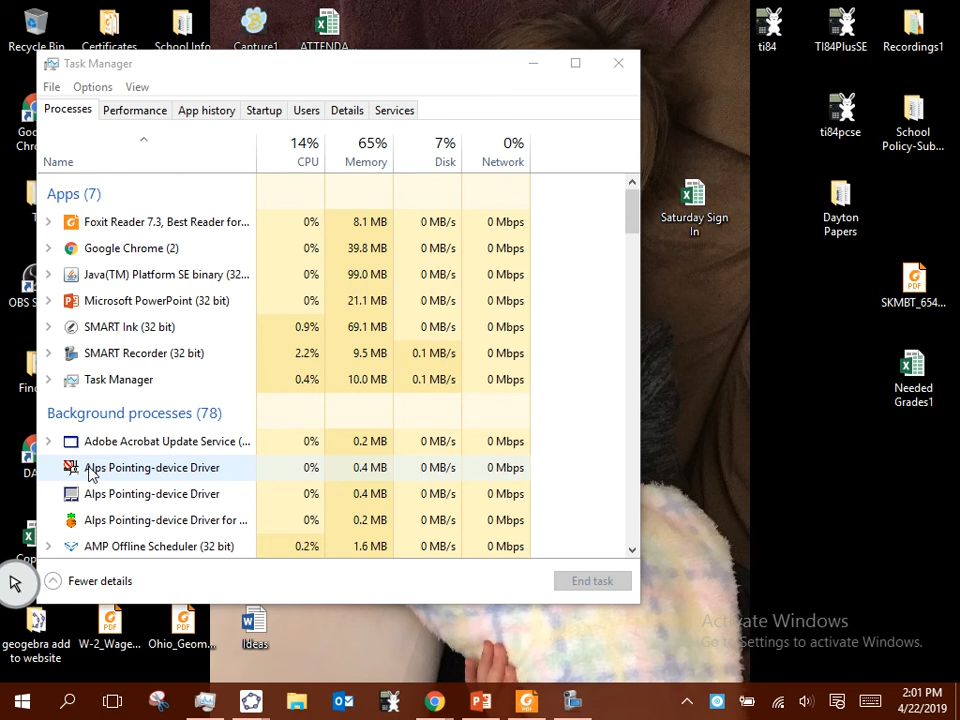 Recycle Bin
Certificates
School Info
Capture1
ATTENDA...
ti84
TI84PlusSE
Recordings1
Task Manager
File Options View
Processes Performance App history Startup Users Details Services
14% 65% 7% 0%
Name CPU Memory Disk Network
Apps (7)
Foxit Reader 7.3, Best Reader for... 0% 8.1 MB 0 MB/s 0 Mbps
Google Chrome (2) 0% 39.8 MB 0 MB/s 0 Mbps
Java(TM) Platform SE binary (32... 0% 99.0 MB 0 MB/s 0 Mbps
Microsoft PowerPoint (32 bit) 0% 21.1 MB 0 MB/s 0 Mbps
SMART Ink (32 bit) 0.9% 69.1 MB 0 MB/s 0 Mbps
SMART Recorder (32 bit) 2.2% 9.5 MB 0.1 MB/s 0 Mbps
Task Manager 0.4% 10.0 MB 0.1 MB/s 0 Mbps
Background processes (78)
Adobe Acrobat Update Service (... 0% 0.2 MB 0 MB/s 0 Mbps
Alps Pointing-device Driver 0% 0.4 MB 0 MB/s 0 Mbps
Alps Pointing-device Driver 0% 0.4 MB 0 MB/s 0 Mbps
Alps Pointing-device Driver for ... 0% 0.2 MB 0 MB/s 0 Mbps
AMP Offline Scheduler (32 bit) 0.2% 1.6 MB 0 MB/s 0 Mbps
Fewer details
End task
Goo
Chr
OBS S
Fin
DA
Cop
ti84pcse
School
Policy-Sub...
Saturday Sign
In
Dayton
Papers
SKMBT_654...
Needed
Grades1
geogebra add
to website
W-2_Wage...
Ohio_Geom...
Ideas
Activate Windows
Go to Settings to activate Windows.
2:01 PM
4/22/2019